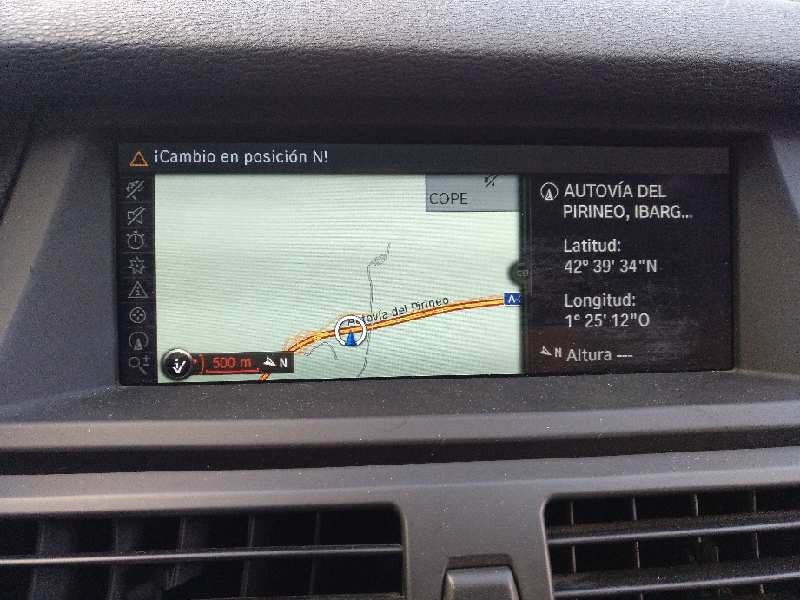 ¡Cambio en posición N!
COPE
AUTOVÍA DEL
PIRINEO, IBARG...
Latitud:
42° 39' 34"N
Autovía del Pirineo
Longitud:
1° 25' 12"O
500 m
N
N Altura ---